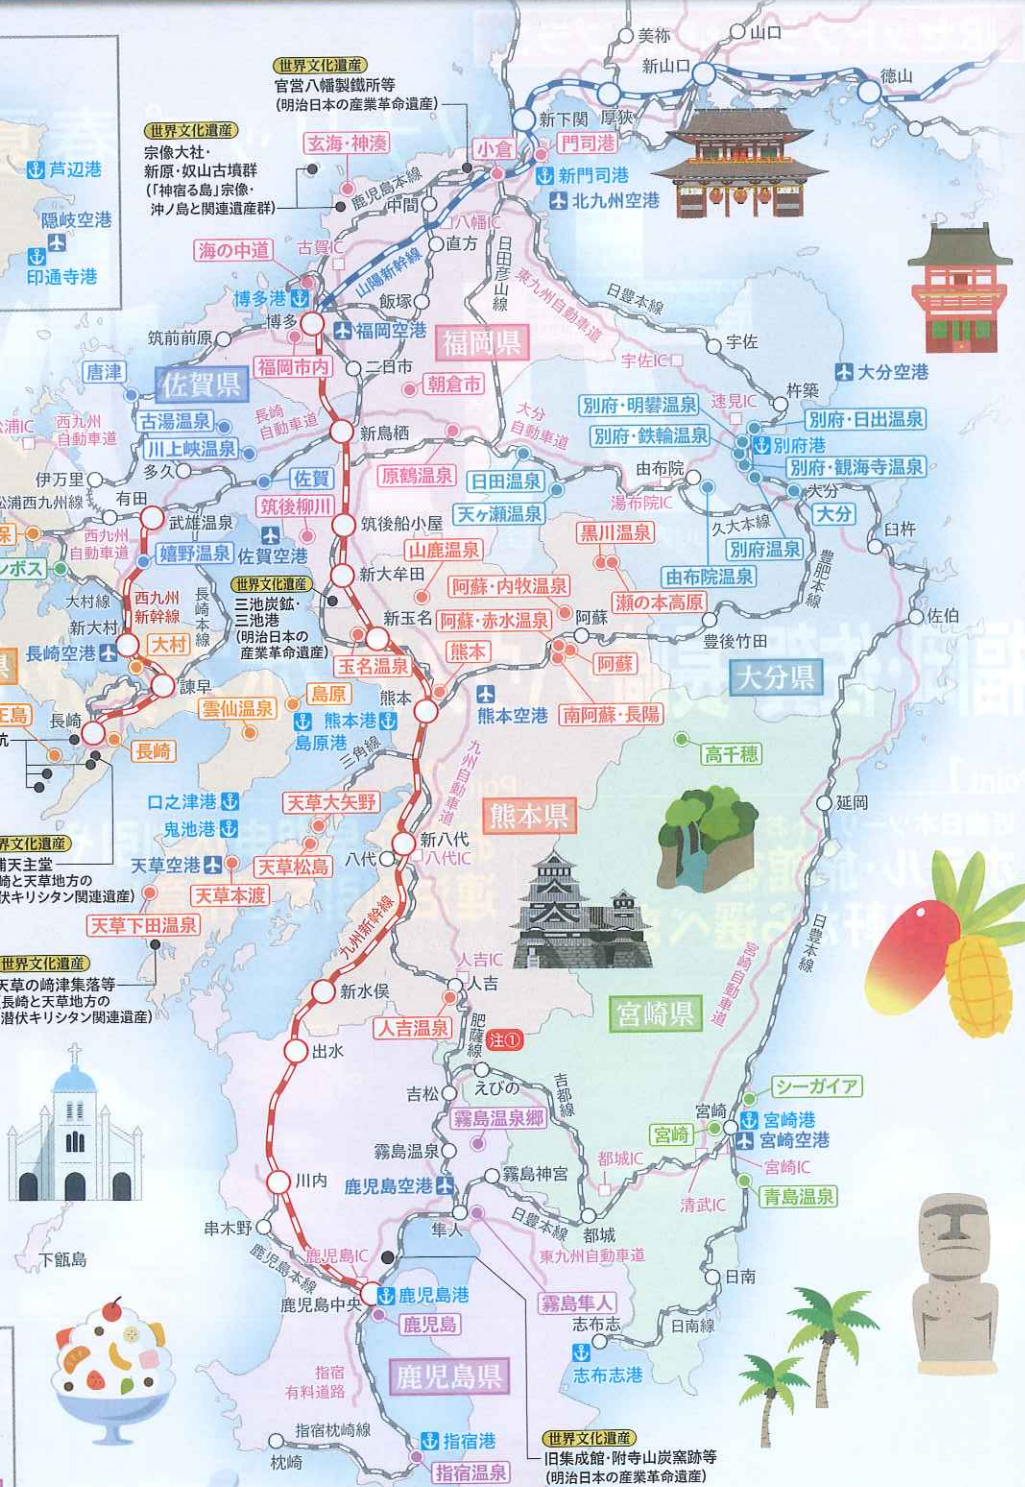 美祢
山口
新山口
徳山
新下関
厚狭
世界文化遺産
官営八幡製鐵所等
(明治日本の産業革命遺産)
世界文化遺産
宗像大社・
新原・奴山古墳群
(「神宿る島」宗像・
沖ノ島と関連遺産群)
玄海・神湊
小倉
門司港
新門司港
北九州空港
鹿児島本線
中間
八幡IC
直方
芦辺港
隠岐空港
印通寺港
海の中道
古賀IC
山陽新幹線
日田彦山線
東九州自動車道
日豊本線
博多港
飯塚
博多
福岡空港
筑前前原
福岡県
宇佐
宇佐IC
福岡市内
二日市
朝倉市
大分空港
唐津
佐賀県
杵築
速見IC
古湯温泉
長崎
自動車道
新鳥栖
大分
自動車道
別府・明礬温泉
別府・日出温泉
西九州
自動車道
川上峡温泉
別府・鉄輪温泉
別府港
多久
伊万里
佐賀
原鶴温泉
日田温泉
由布院
別府・観海寺温泉
松浦西九州線
有田
武雄温泉
筑後柳川
筑後船小屋
天ヶ瀬温泉
湯布院IC
久大本線
大分
大分
臼杵
西九州
自動車道
嬉野温泉
佐賀空港
山鹿温泉
黒川温泉
別府温泉
由布院温泉
豊肥本線
世界文化遺産
三池炭鉱・
三池港
(明治日本の
産業革命遺産)
新大牟田
阿蘇・内牧温泉
瀬の本高原
大村線
西九州
新幹線
長崎本線
新玉名
阿蘇・赤水温泉
阿蘇
豊後竹田
佐伯
新大村
長崎空港
大村
玉名温泉
熊本
阿蘇
大分県
諫早
島原
熊本
熊本空港
南阿蘇・長陽
雲仙温泉
熊本港
島原港
長崎
長崎
三角線
九州自動車道
高千穂
口之津港
鬼池港
天草大矢野
熊本県
延岡
天草空港
天草松島
新八代
八代
八代IC
天草本渡
天草下田温泉
九州新幹線
日豊本線
宮崎自動車道
世界文化遺産
天草の﨑津集落等
(長崎と天草地方の
潜伏キリシタン関連遺産)
人吉IC
人吉
新水俣
人吉温泉
宮崎県
肥薩線
注①
出水
えびの
吉松
吉都線
シーガイア
霧島温泉郷
宮崎
宮崎港
宮崎
宮崎空港
霧島温泉
都城IC
宮崎IC
鹿児島空港
霧島神宮
清武IC
青島温泉
川内
串木野
隼人
日豊本線
都城
下甑島
鹿児島本線
鹿児島IC
東九州自動車道
日南
鹿児島中央
鹿児島港
鹿児島
霧島隼人
志布志
日南線
志布志港
指宿
有料道路
鹿児島県
指宿枕崎線
枕崎
指宿港
指宿温泉
世界文化遺産
旧集成館・附寺山炭窯跡等
(明治日本の産業革命遺産)